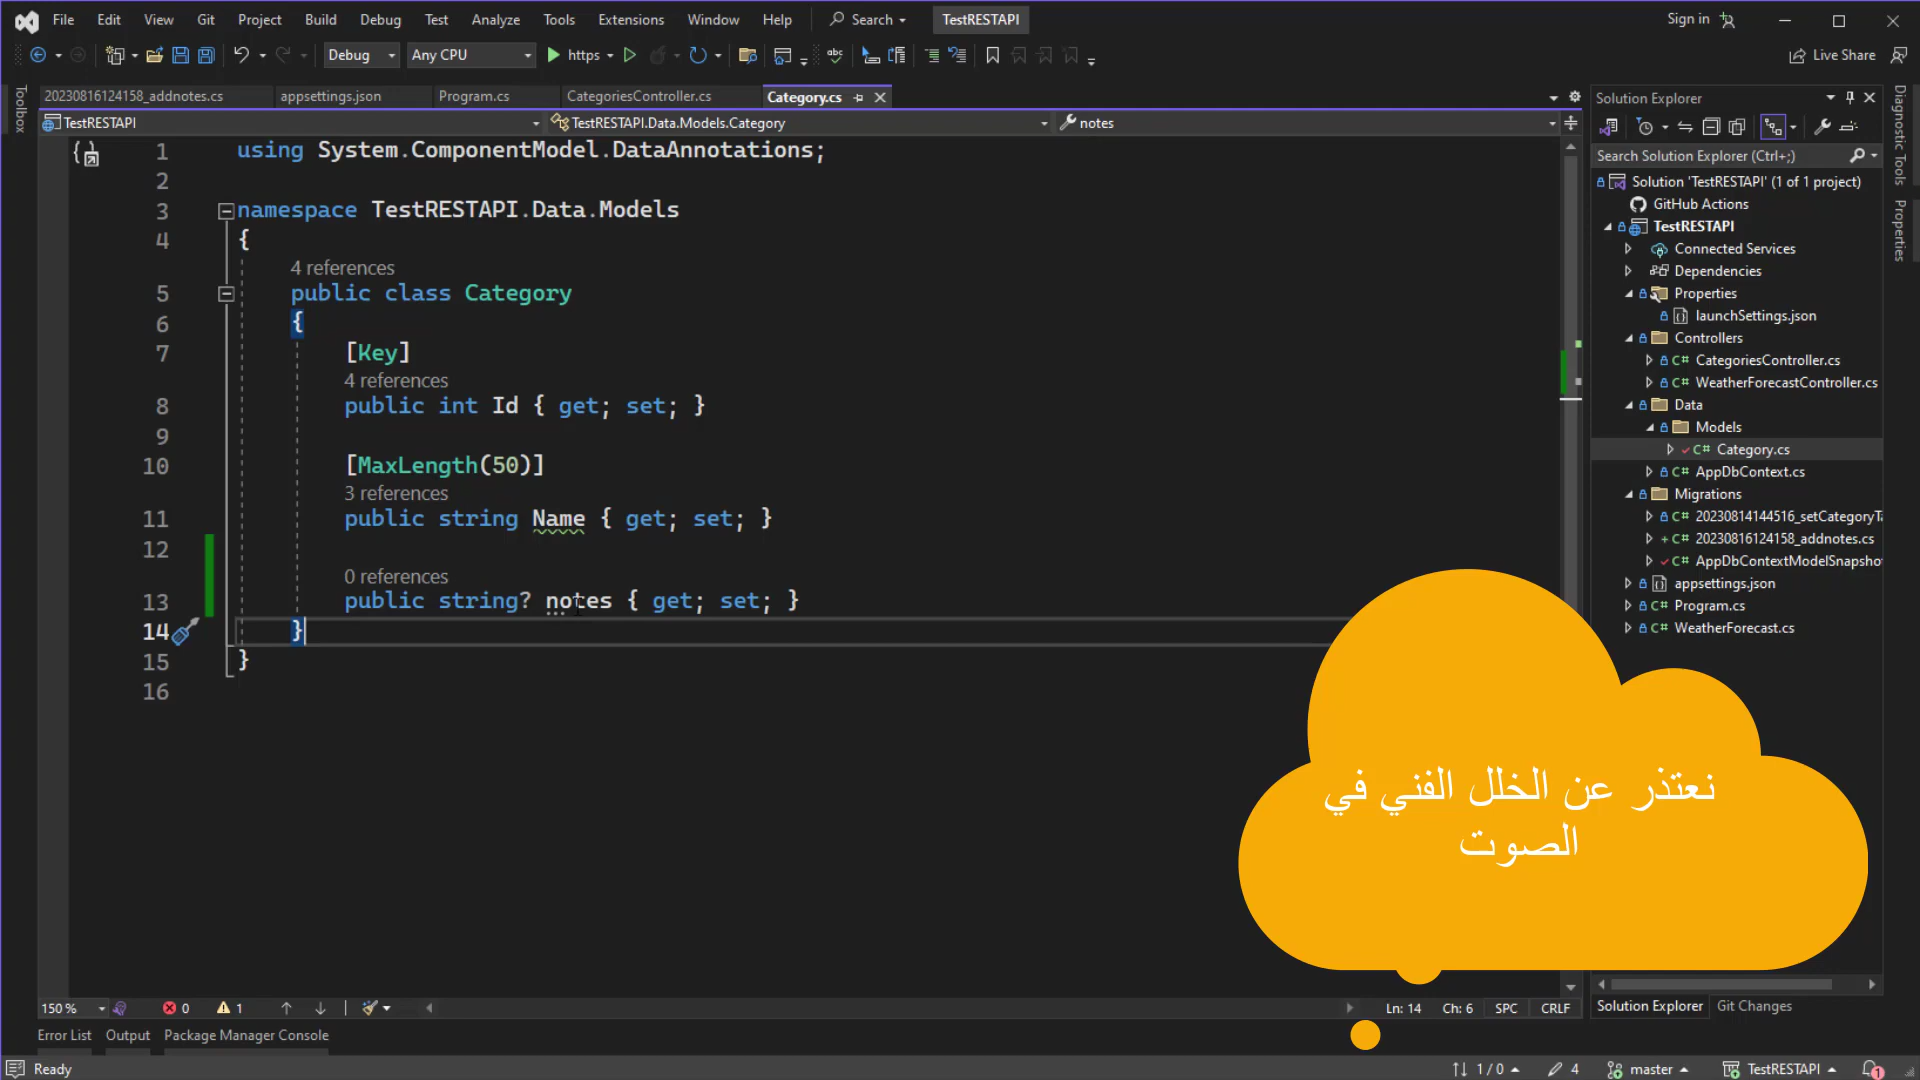 File Edit View Git Project Build Debug Test Analyze Tools Extensions Window Help Search TestRESTAPI Sign in
Debug Any CPU https Live Share
20230816124158_addnotes.cs appsettings.json Program.cs CategoriesController.cs Category.cs
TestRESTAPI TestRESTAPI.Data.Models.Category notes
Toolbox
1 using System.ComponentModel.DataAnnotations;
2
3 namespace TestRESTAPI.Data.Models
4 {
4 references
5 public class Category
6 {
7 [Key]
4 references
8 public int Id { get; set; }
9
10 [MaxLength(50)]
3 references
11 public string Name { get; set; }
12
0 references
13 public string? notes { get; set; }
14 }
15 }
16
نعتذر عن الخلل الفني في
الصوت
Solution Explorer
Search Solution Explorer (Ctrl+;)
Solution 'TestRESTAPI' (1 of 1 project)
GitHub Actions
TestRESTAPI
Connected Services
Dependencies
Properties
launchSettings.json
Controllers
CategoriesController.cs
WeatherForecastController.cs
Data
Models
Category.cs
AppDbContext.cs
Migrations
20230814144516_setCategoryTa
20230816124158_addnotes.cs
AppDbContextModelSnapshot
appsettings.json
Program.cs
WeatherForecast.cs
Diagnostic Tools
Properties
150 % 0 1 Ln: 14 Ch: 6 SPC CRLF
Solution Explorer Git Changes
Error List Output Package Manager Console
Ready 1 / 0 4 master TestRESTAPI 1